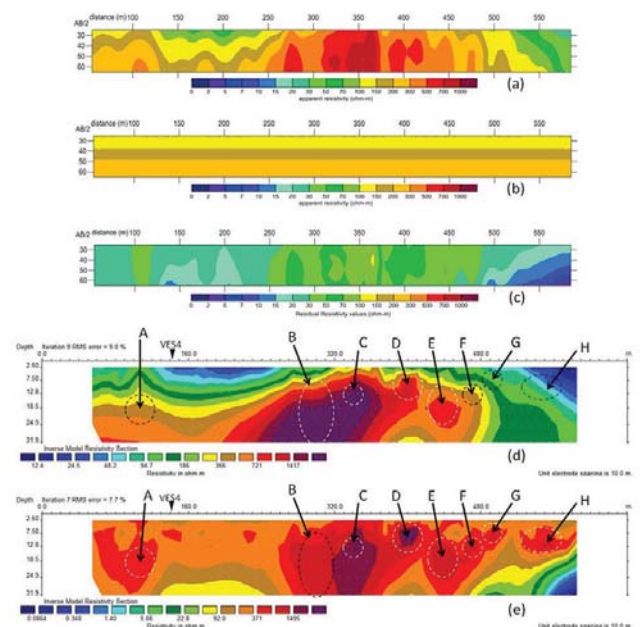 distance (m) 100 150 200 250 300 350 400 450 500 550
AB/2
30
40
50
60
0 2 5 7 10 15 20 30 50 70 100 150 200 300 500 700 1000
apparent resistivity (ohm-m)
(a)
distance (m) 100 150 200 250 300 350 400 450 500 550
AB/2
30
40
50
60
0 2 5 7 10 15 20 30 50 70 100 150 200 300 500 700 1000
apparent resistivity (ohm-m)
(b)
distance (m) 100 150 200 250 300 350 400 450 500 550
AB/2
30
40
50
60
0 2 5 7 10 15 20 30 50 70 100 150 200 300 500 700 1000
Residual Resistivity values (ohm-m)
(c)
A B C D E F G H
Depth Iteration 5 RMS error = 9.0 % VES4
0.0 160.0 320.0 480.0 m.
2.60
7.50
12.8
18.5
24.9
31.9
Inverse Model Resistivity Section
12.4 24.5 48.2 94.7 186 366 721 1417
Resistivity in ohm.m
(d)
Unit electrode spacing is 10.0 m.
A B C D E F G H
Depth Iteration 7 RMS error = 7.7 % VES4
0.0 160.0 320.0 480.0 m.
2.60
7.50
12.8
18.5
24.9
31.9
Inverse Model Resistivity Section
0.0864 0.348 1.40 5.66 22.8 92.0 371 1495
Resistivity in ohm.m
(e)
Unit electrode spacing is 10.0 m.